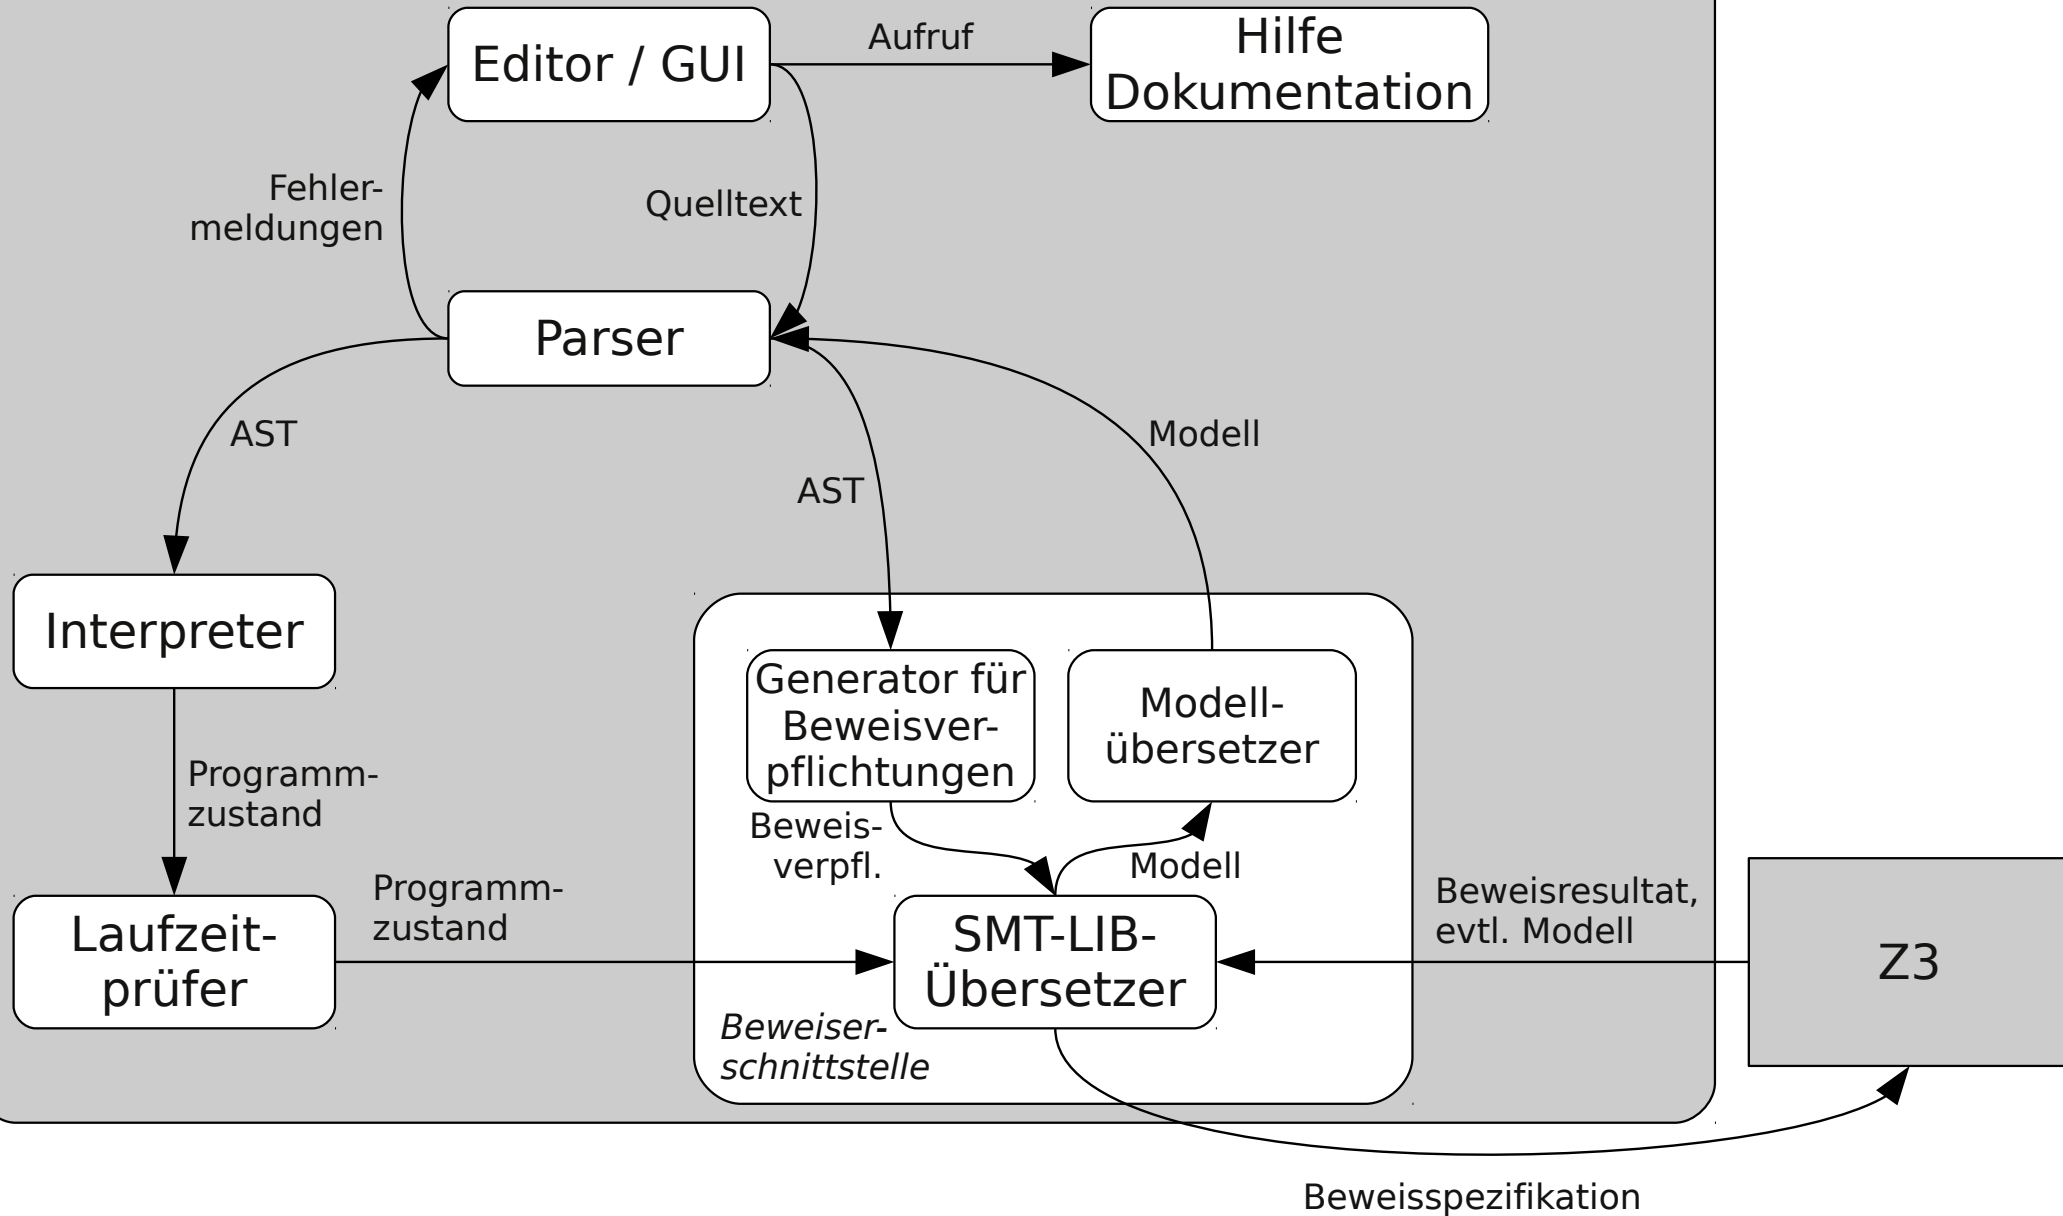 Editor / GUI
Aufruf
Hilfe
Dokumentation
Fehler-
meldungen
Quelltext
Parser
AST
AST
Modell
Interpreter
Generator für
Beweisver-
pflichtungen
Modell-
übersetzer
Programm-
zustand
Beweis-
verpfl.
Modell
Laufzeit-
prüfer
Programm-
zustand
SMT-LIB-
Übersetzer
Beweisresultat,
evtl. Modell
Z3
Beweiser-
schnittstelle
Beweisspezifikation